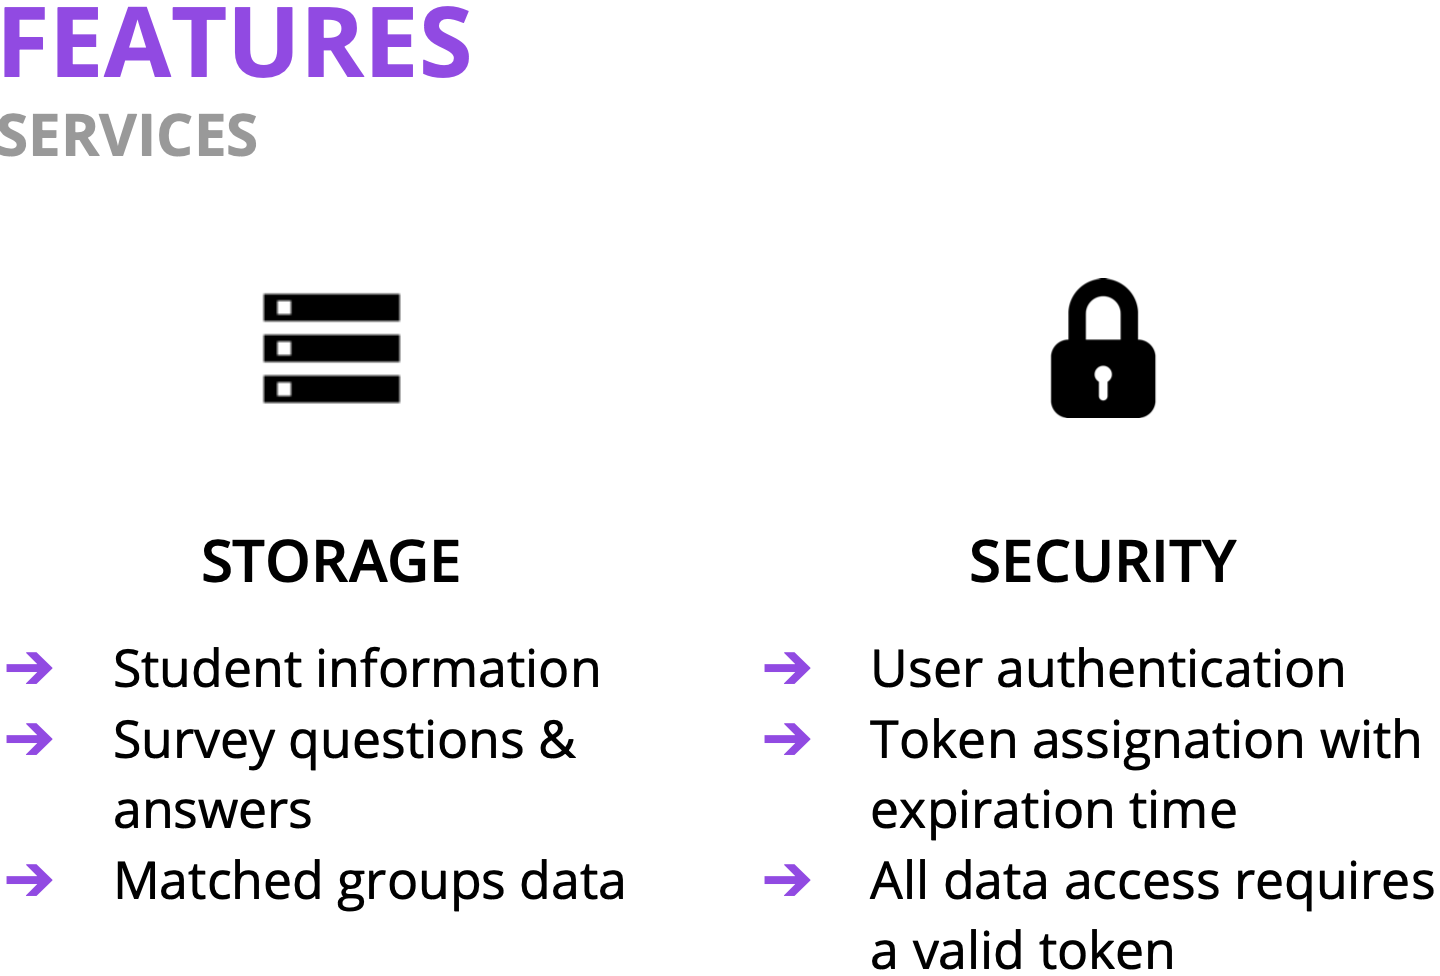 FEATURES
SERVICES
STORAGE
➔ Student information
➔ Survey questions &
answers
➔ Matched groups data
SECURITY
➔ User authentication
➔ Token assignation with
expiration time
➔ All data access requires
a valid token